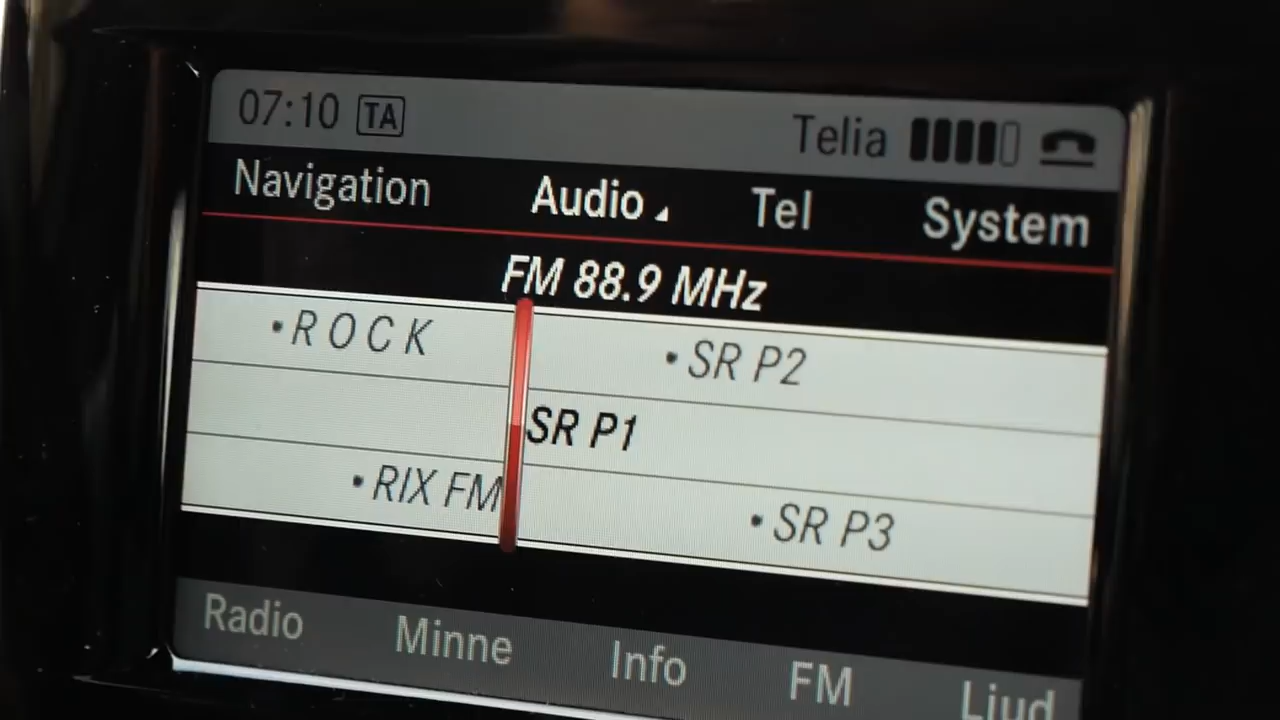 07:10 TA Telia
Navigation Audio Tel System
FM 88.9 MHz
•ROCK •SR P2
SR P1
•RIX FM •SR P3
Radio Minne Info FM Ljud